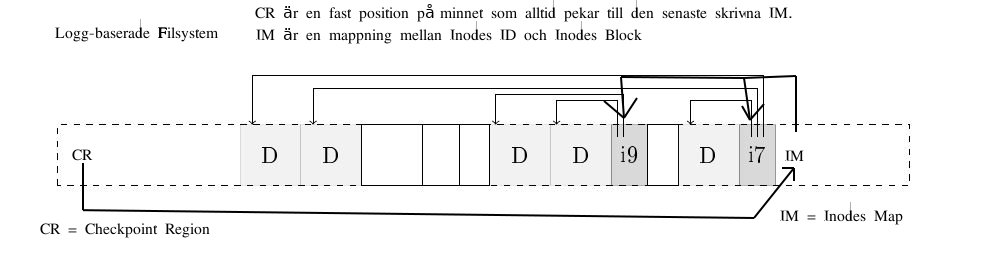 CR är en fast position på minnet som alltid pekar till den senaste skrivna IM.
Logg-baserade Filsystem
IM är en mappning mellan Inodes ID och Inodes Block
CR D D D D i9 D i7 IM
IM = Inodes Map
CR = Checkpoint Region